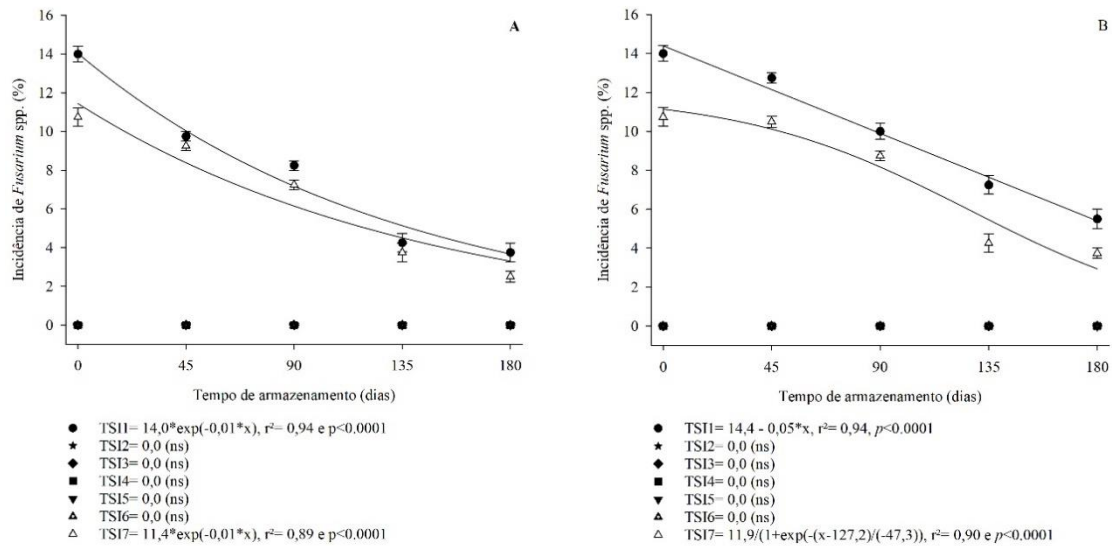 A
Incidência de Fusarium spp. (%)
16
14
12
10
8
6
4
2
0
0 45 90 135 180
Tempo de armazenamento (dias)
TSI1= 14,0*exp(-0,01*x), r²= 0,94 e p<0.0001
TSI2= 0,0 (ns)
TSI3= 0,0 (ns)
TSI4= 0,0 (ns)
TSI5= 0,0 (ns)
TSI6= 0,0 (ns)
TSI7= 11,4*exp(-0,01*x), r²= 0,89 e p<0.0001
B
Incidência de Fusarium spp. (%)
16
14
12
10
8
6
4
2
0
0 45 90 135 180
Tempo de armazenamento (dias)
TSI1= 14,4 - 0,05*x, r²= 0,94, p<0.0001
TSI2= 0,0 (ns)
TSI3= 0,0 (ns)
TSI4= 0,0 (ns)
TSI5= 0,0 (ns)
TSI6= 0,0 (ns)
TSI7= 11,9/(1+exp(-(x-127,2)/(-47,3)), r²= 0,90 e p<0.0001